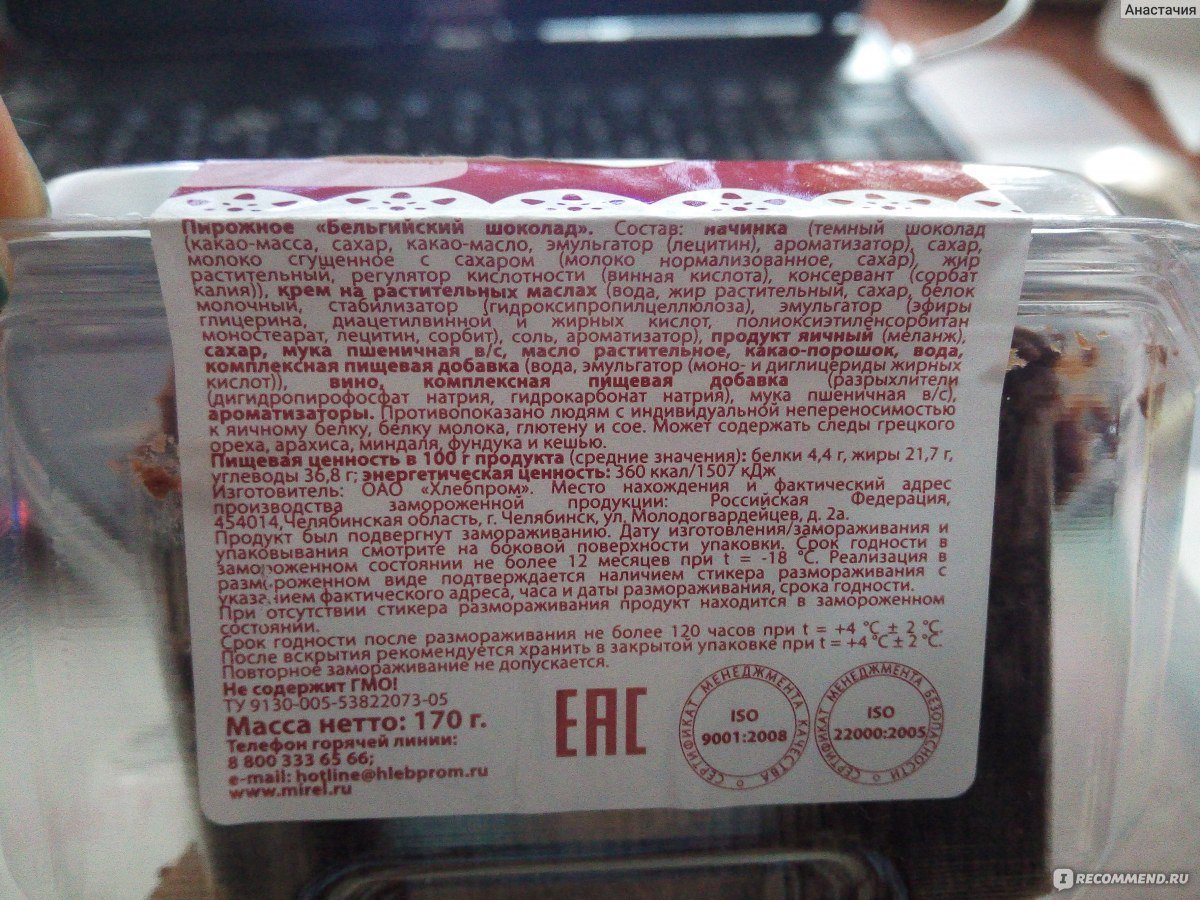 Анастачия
Пирожное «Бельгийский шоколад». Состав: начинка (темный шоколад
(какао-масса, сахар, какао-масло, эмульгатор (лецитин), ароматизатор), сахар,
молоко сгущенное с сахаром (молоко нормализованное, сахар), жир
растительный, регулятор кислотности (винная кислота), консервант (сорбат
калия)), крем на растительных маслах (вода, жир растительный, сахар, белок
молочный, стабилизатор (гидроксипропилцеллюлоза), эмульгатор (эфиры
глицерина, диацетилвинной и жирных кислот, полиоксиэтиленсорбитан
моностеарат, лецитин, сорбит), соль, ароматизатор), продукт яичный (меланж),
сахар, мука пшеничная в/с, масло растительное, какао-порошок, вода,
комплексная пищевая добавка (вода, эмульгатор (моно- и диглицериды жирных
кислот)), вино, комплексная пищевая добавка (разрыхлители
(дигидропирофосфат натрия, гидрокарбонат натрия), мука пшеничная в/с),
ароматизаторы. Противопоказано людям с индивидуальной непереносимостью
к яичному белку, белку молока, глютену и сое. Может содержать следы грецкого
ореха, арахиса, миндаля, фундука и кешью.
Пищевая ценность в 100 г продукта (средние значения): белки 4,4 г, жиры 21,7 г,
углеводы 36,8 г; энергетическая ценность: 360 ккал/1507 кДж
Изготовитель: ОАО «Хлебпром». Место нахождения и фактический адрес
производства замороженной продукции: Российская Федерация,
454014,Челябинская область, г. Челябинск, ул. Молодогвардейцев, д. 2а.
Продукт был подвергнут замораживанию. Дату изготовления/замораживания и
упаковывания смотрите на боковой поверхности упаковки. Срок годности в
замороженном состоянии не более 12 месяцев при t = -18 °С. Реализация в
размороженном виде подтверждается наличием стикера размораживания с
указанием фактического адреса, часа и даты размораживания, срока годности.
При отсутствии стикера размораживания продукт находится в замороженном
состоянии.
Срок годности после размораживания не более 120 часов при t = +4 °С ± 2 °С.
После вскрытия рекомендуется хранить в закрытой упаковке при t = +4 °С ± 2 °С.
Повторное замораживание не допускается.
Не содержит ГМО!
ТУ 9130-005-53822073-05
Масса нетто: 170 г.
Телефон горячей линии:
8 800 333 65 66;
e-mail: hotline@hlebprom.ru
www.mirel.ru
EAC
СЕРТИФИКАТ МЕНЕДЖМЕНТА КАЧЕСТВА
ISO
9001:2008
СЕРТИФИКАТ МЕНЕДЖМЕНТА БЕЗОПАСНОСТИ
ISO
22000:2005
IRECOMMEND.RU